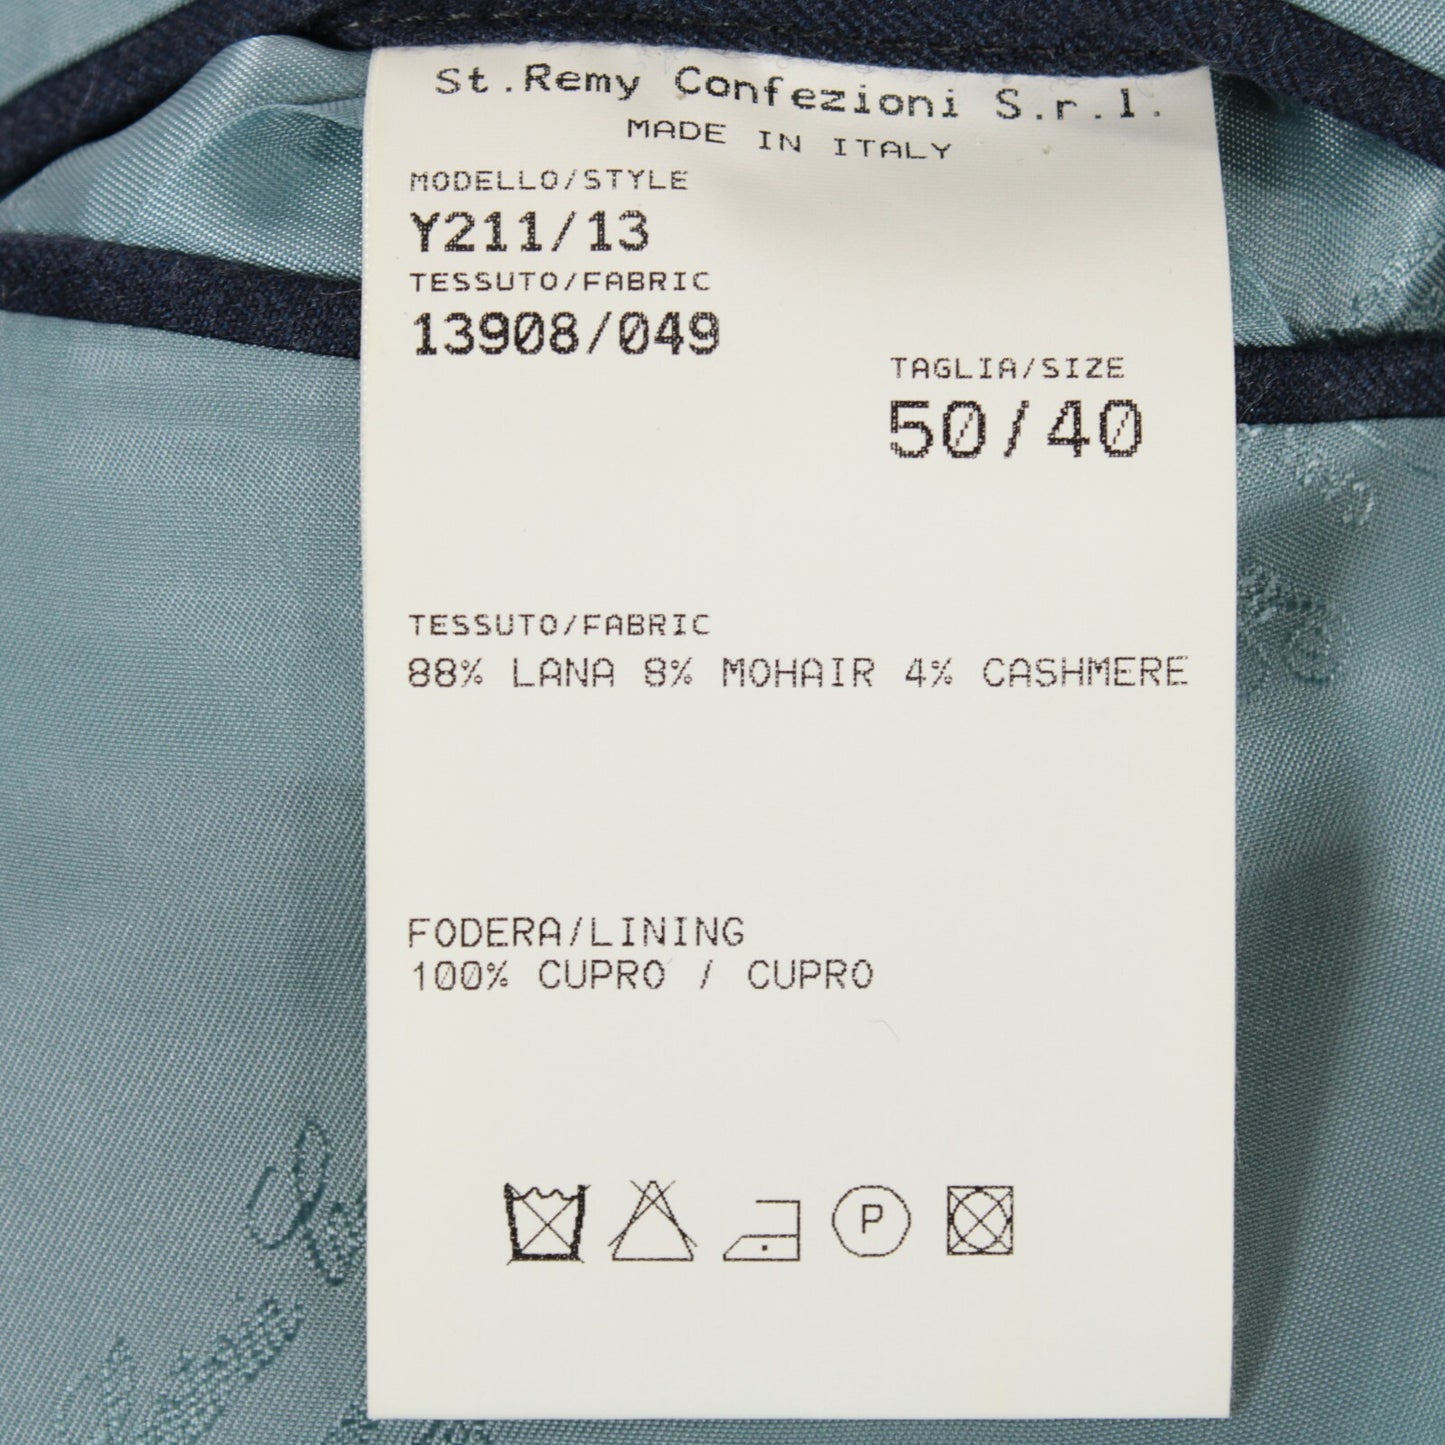 St.Remy Confezioni S.r.l.
MADE IN ITALY
MODELLO/STYLE
Y211/13
TESSUTO/FABRIC
13908/049
TAGLIA/SIZE
50/40
TESSUTO/FABRIC
88% LANA 8% MOHAIR 4% CASHMERE
FODERA/LINING
100% CUPRO / CUPRO
P